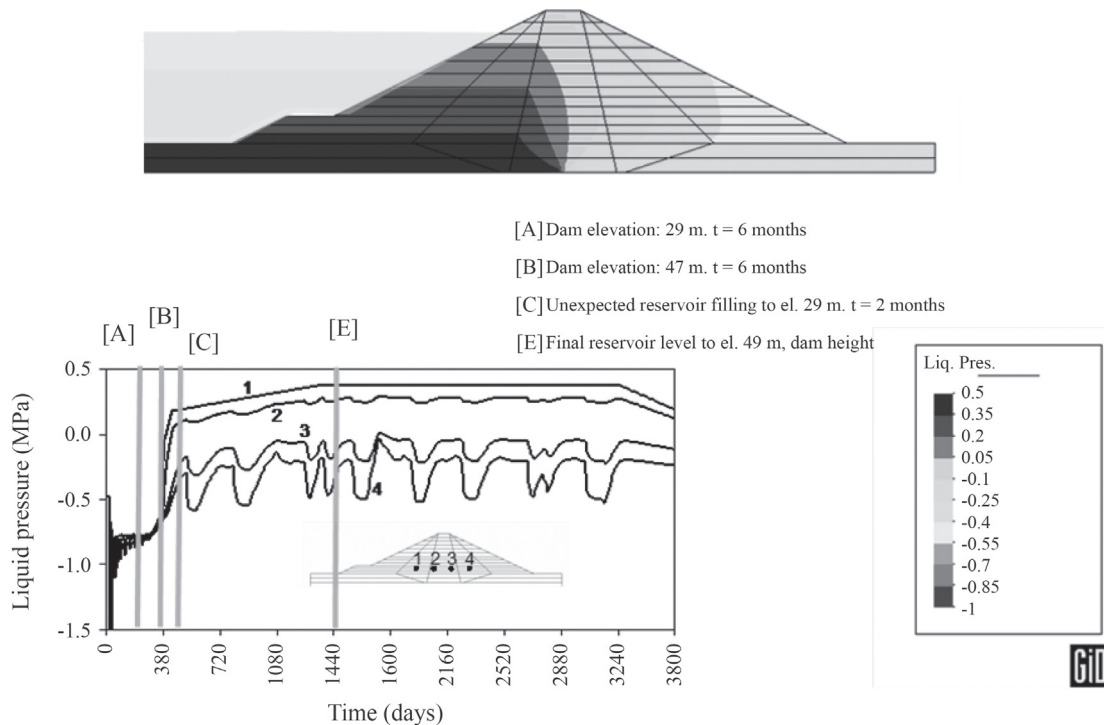 [A] Dam elevation: 29 m. t = 6 months
[B] Dam elevation: 47 m. t = 6 months
[C] Unexpected reservoir filling to el. 29 m. t = 2 months
[E] Final reservoir level to el. 49 m, dam height
[A]
[B]
[C]
[E]
Liquid pressure (MPa)
0.5
0.0
-0.5
-1.0
-1.5
1
2
3
4
1 2 3 4
0
380
720
1080
1440
1600
2160
2520
2880
3240
3800
Time (days)
Liq. Pres.
0.5
0.35
0.2
0.05
-0.1
-0.25
-0.4
-0.55
-0.7
-0.85
-1
GiD